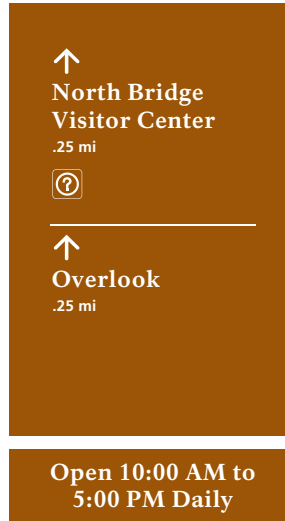 North Bridge
Visitor Center
.25 mi
?
Overlook
.25 mi
Open 10:00 AM to
5:00 PM Daily